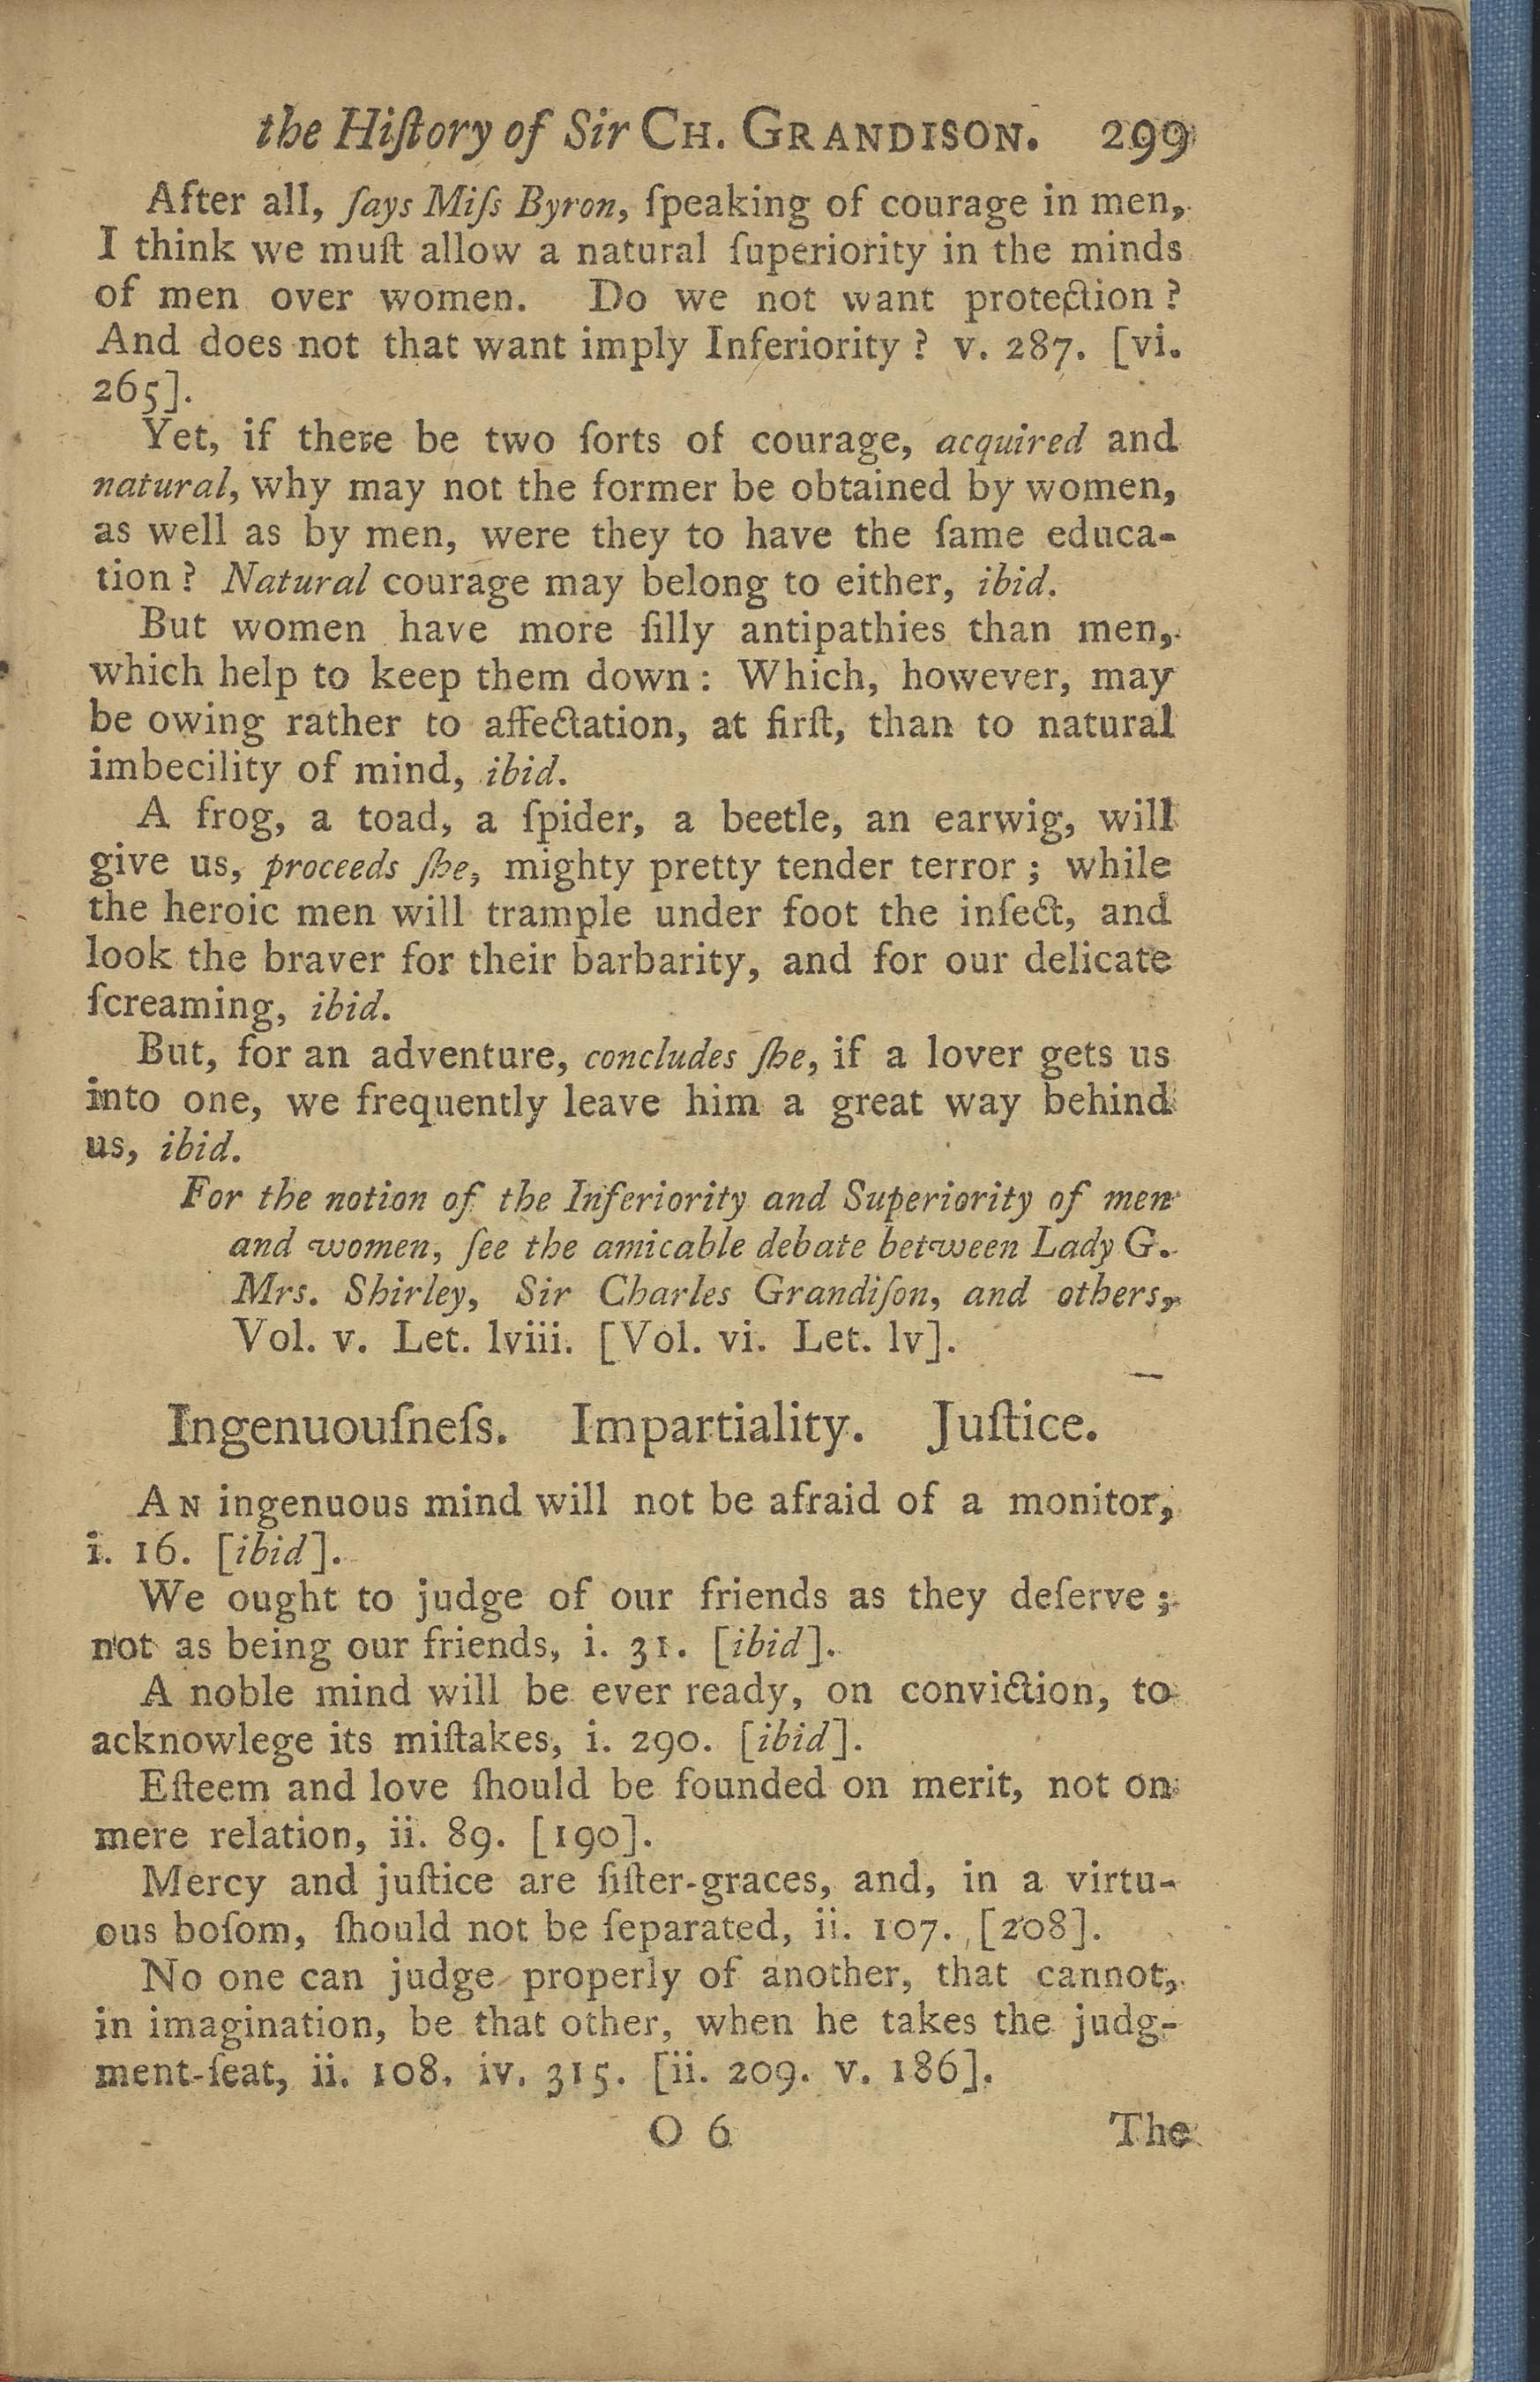 the Hiſtory of Sir CH. GRANDISON. 299
After all, ſays Miſs Byron, ſpeaking of courage in men,
I think we muſt allow a natural ſuperiority in the minds
of men over women. Do we not want protection?
And does not that want imply Inferiority? v. 287. [vi.
265].
Yet, if there be two ſorts of courage, acquired and
natural, why may not the former be obtained by women,
as well as by men, were they to have the ſame educa-
tion? Natural courage may belong to either, ibid.
But women have more ſilly antipathies than men,
which help to keep them down: Which, however, may
be owing rather to affectation, at firſt, than to natural
imbecility of mind, ibid.
A frog, a toad, a ſpider, a beetle, an earwig, will
give us, proceeds ſhe, mighty pretty tender terror; while
the heroic men will trample under foot the inſect, and
look the braver for their barbarity, and for our delicate
ſcreaming, ibid.
But, for an adventure, concludes ſhe, if a lover gets us
into one, we frequently leave him a great way behind
us, ibid.
For the notion of the Inferiority and Superiority of men
and women, ſee the amicable debate between Lady G.
Mrs. Shirley, Sir Charles Grandiſon, and others,
Vol. v. Let. lviii. [Vol. vi. Let. lv].
Ingenuouſneſs. Impartiality. Juſtice.
AN ingenuous mind will not be afraid of a monitor,
i. 16. [ibid].
We ought to judge of our friends as they deſerve;
not as being our friends, i. 31. [ibid].
A noble mind will be ever ready, on conviction, to
acknowlege its miſtakes, i. 290. [ibid].
Eſteem and love ſhould be founded on merit, not on
mere relation, ii. 89. [190].
Mercy and juſtice are ſiſter-graces, and, in a virtu-
ous boſom, ſhould not be ſeparated, ii. 107. [208].
No one can judge properly of another, that cannot,
in imagination, be that other, when he takes the judg-
ment-ſeat, ii. 108. iv. 315. [ii. 209. v. 186].
O 6 The